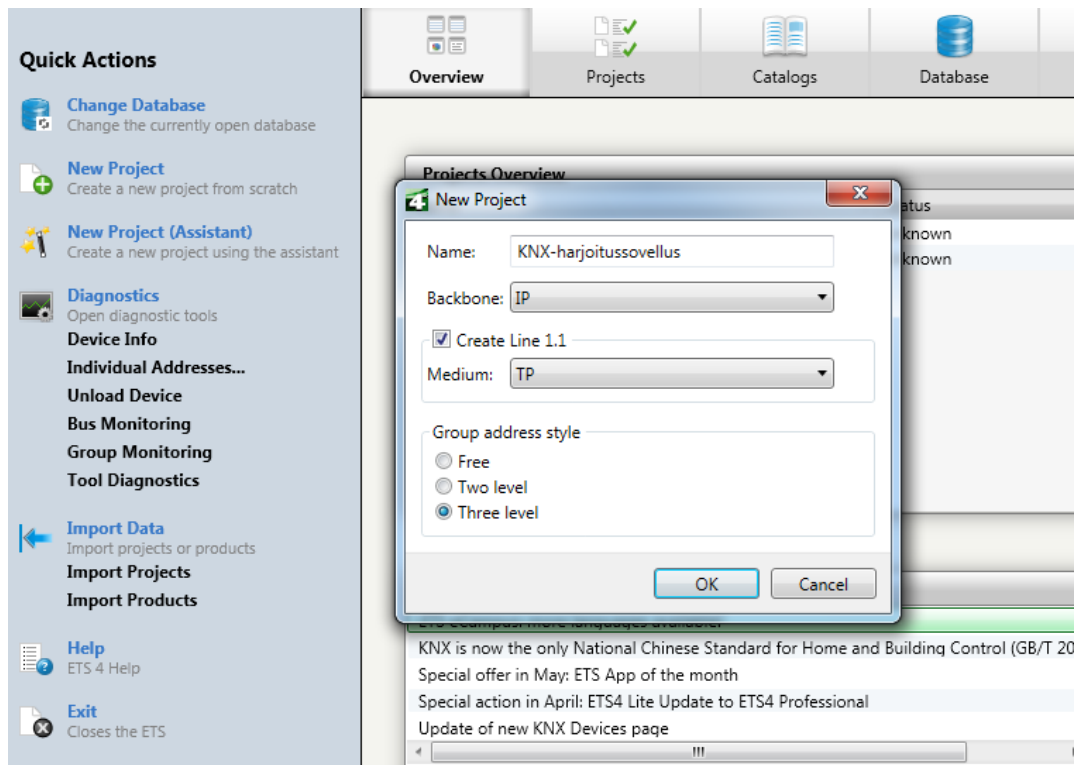 Quick Actions
Change Database
Change the currently open database
New Project
Create a new project from scratch
New Project (Assistant)
Create a new project using the assistant
Diagnostics
Open diagnostic tools
Device Info
Individual Addresses...
Unload Device
Bus Monitoring
Group Monitoring
Tool Diagnostics
Import Data
Import projects or products
Import Projects
Import Products
Help
ETS 4 Help
Exit
Closes the ETS
Overview
Projects
Catalogs
Database
Projects Overview
atus
known
known
4 New Project
Name: KNX-harjoitussovellus
Backbone: IP
Create Line 1.1
Medium: TP
Group address style
Free
Two level
Three level
OK Cancel
KNX is now the only National Chinese Standard for Home and Building Control (GB/T 20
Special offer in May: ETS App of the month
Special action in April: ETS4 Lite Update to ETS4 Professional
Update of new KNX Devices page